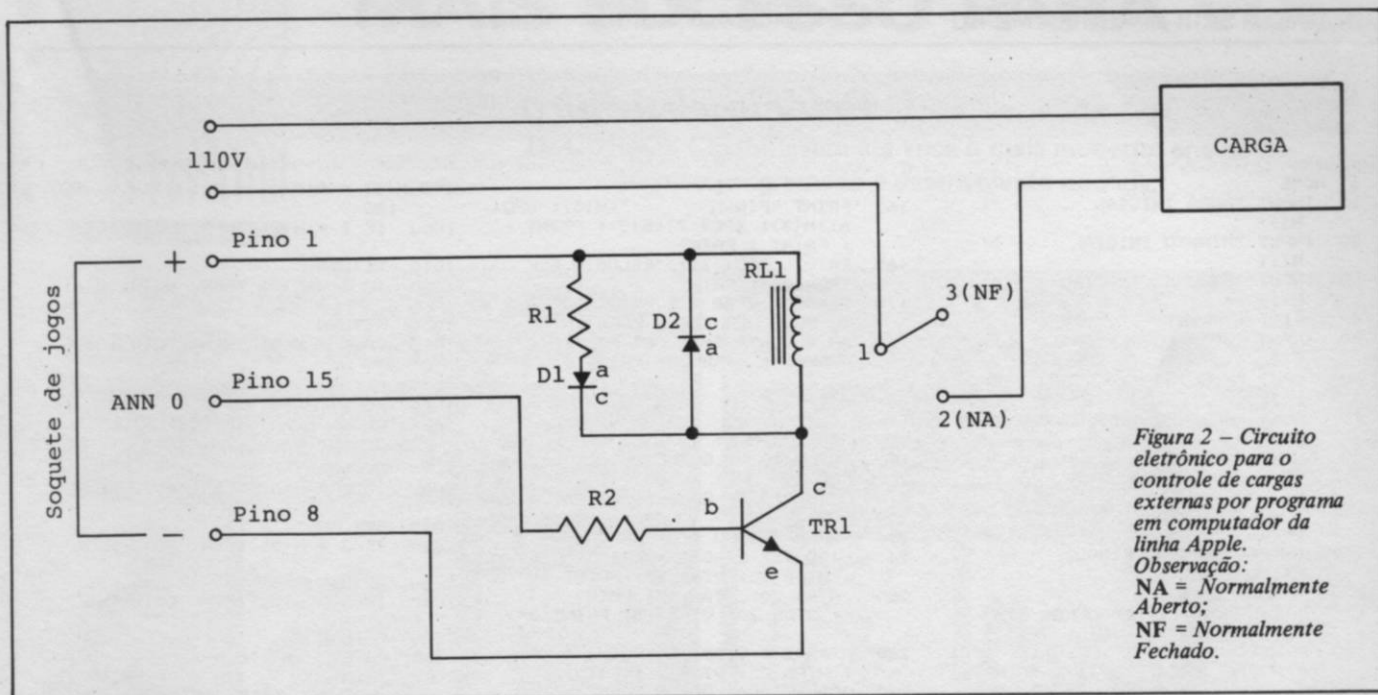 110V
CARGA
Pino 1
+
RL1
R1
D2
c
a
3(NF)
1
D1
a
c
Pino 15
ANN 0
2(NA)
Soquete de jogos
R2
b
c
TR1
e
Pino 8
–
Figura 2 – Circuito
eletrônico para o
controle de cargas
externas por programa
em computador da
linha Apple.
Observação:
NA = Normalmente
Aberto;
NF = Normalmente
Fechado.